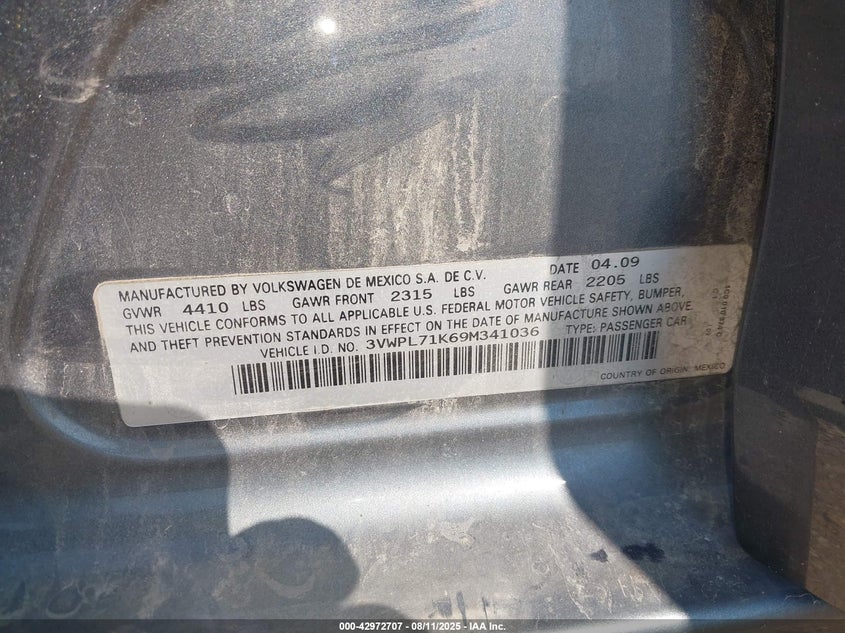 MANUFACTURED BY VOLKSWAGEN DE MEXICO S.A. DE C.V. DATE 04.09
GVWR 4410 LBS GAWR FRONT 2315 LBS GAWR REAR 2205 LBS
THIS VEHICLE CONFORMS TO ALL APPLICABLE U.S. FEDERAL MOTOR VEHICLE SAFETY, BUMPER,
AND THEFT PREVENTION STANDARDS IN EFFECT ON THE DATE OF MANUFACTURE SHOWN ABOVE.
VEHICLE I.D. NO. 3VWPL71K69M341036 TYPE: PASSENGER CAR
COUNTRY OF ORIGIN: MEXICO
000-42972707 - 08/11/2025 - IAA Inc.